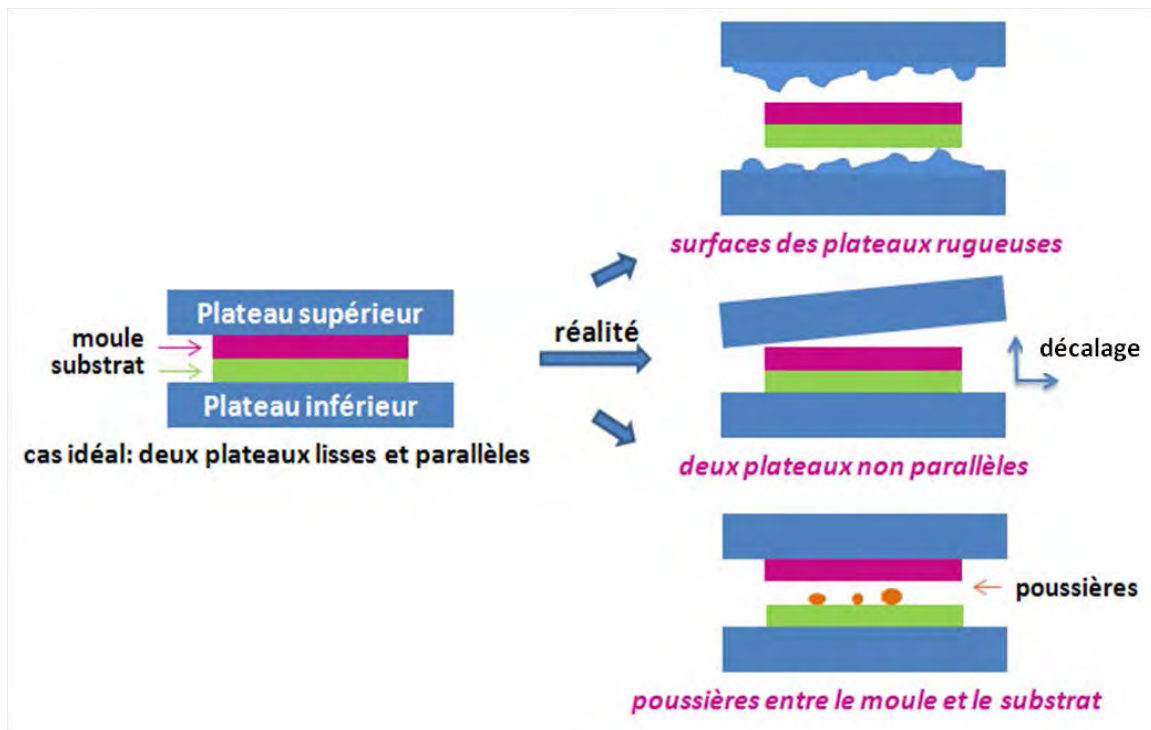 surfaces des plateaux rugueuses
Plateau supérieur
moule
substrat
Plateau inférieur
cas idéal: deux plateaux lisses et parallèles
réalité
décalage
deux plateaux non parallèles
poussières
poussières entre le moule et le substrat